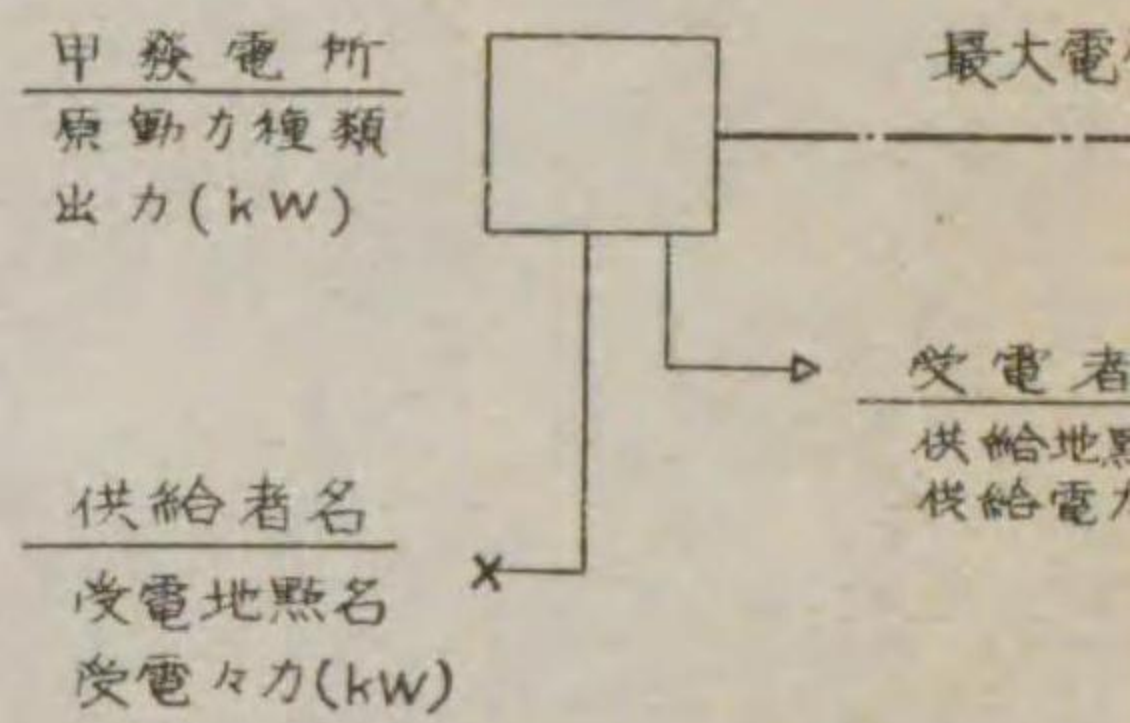 甲發電所
原動力種類
出力(kW)
最大電
受電者
供給地點
供給電力
供給者名
受電地點名
受電々力(kW)